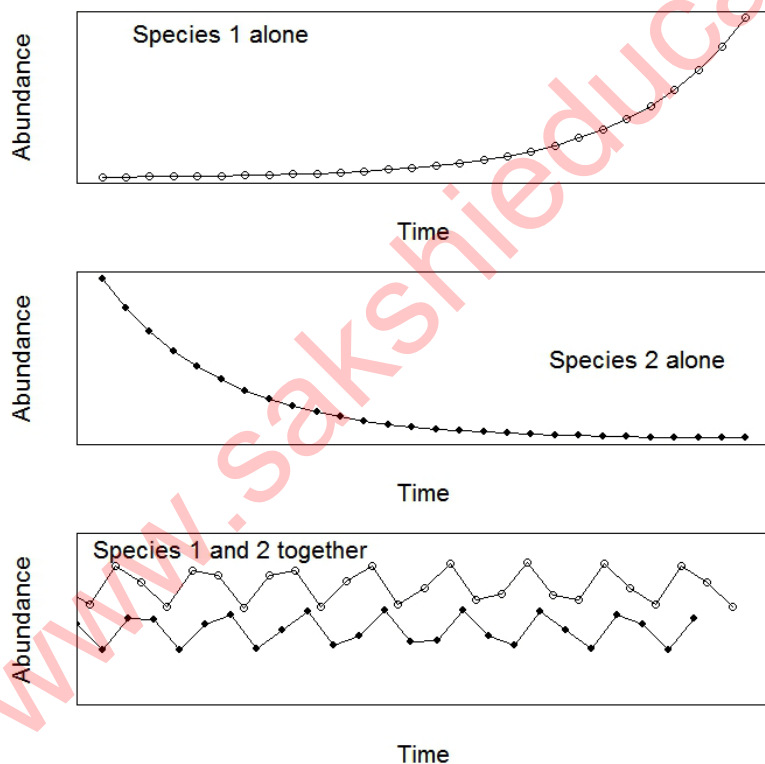 Species 1 alone
Abundance
Time
Species 2 alone
Abundance
Time
Species 1 and 2 together
Abundance
Time
www.sakshieduca